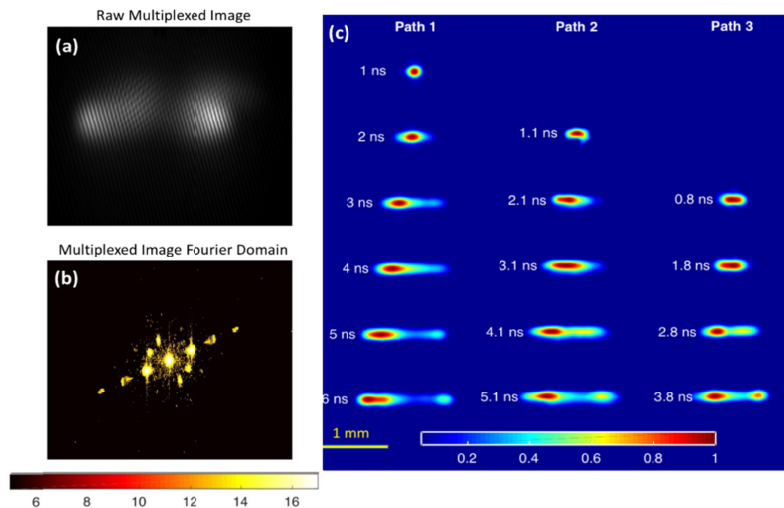 Raw Multiplexed Image
(a)
Multiplexed Image Fourier Domain
(b)
6 8 10 12 14 16
(c)
Path 1 Path 2 Path 3
1 ns
2 ns 1.1 ns
3 ns 2.1 ns 0.8 ns
4 ns 3.1 ns 1.8 ns
5 ns 4.1 ns 2.8 ns
6 ns 5.1 ns 3.8 ns
1 mm
0.2 0.4 0.6 0.8 1